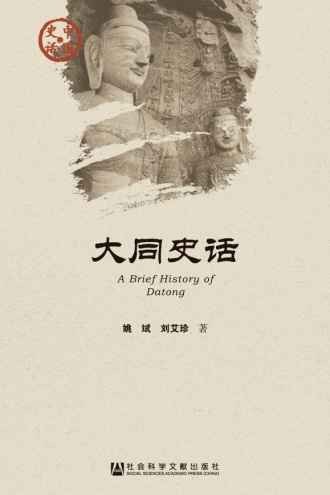 中国
史话
大同史话
A Brief History of
Datong
姚 斌 刘艾珍 著
社会科学文献出版社
SOCIAL SCIENCES ACADEMIC PRESS (CHINA)